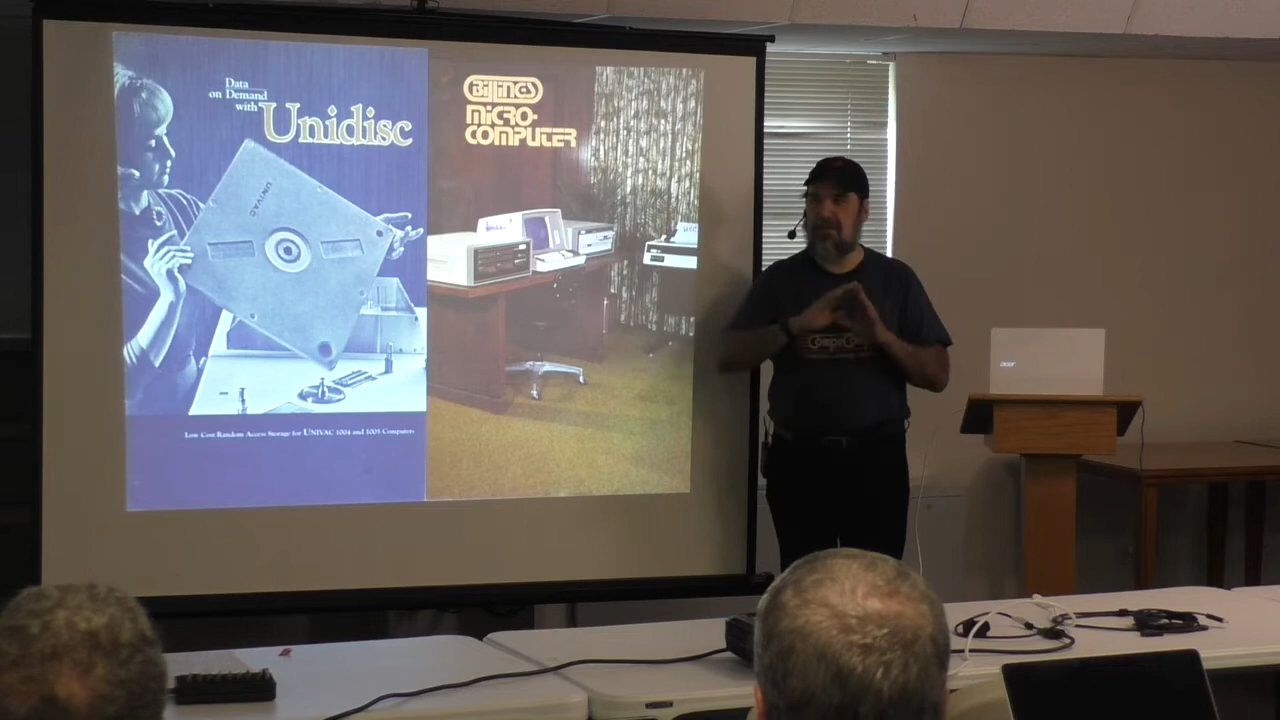 Data
on Demand
with
Unidisc
UNIVAC
Low Cost Random Access Storage for UNIVAC 1004 and 1005 Computers
Billings
MICRO-
COMPUTER
acer